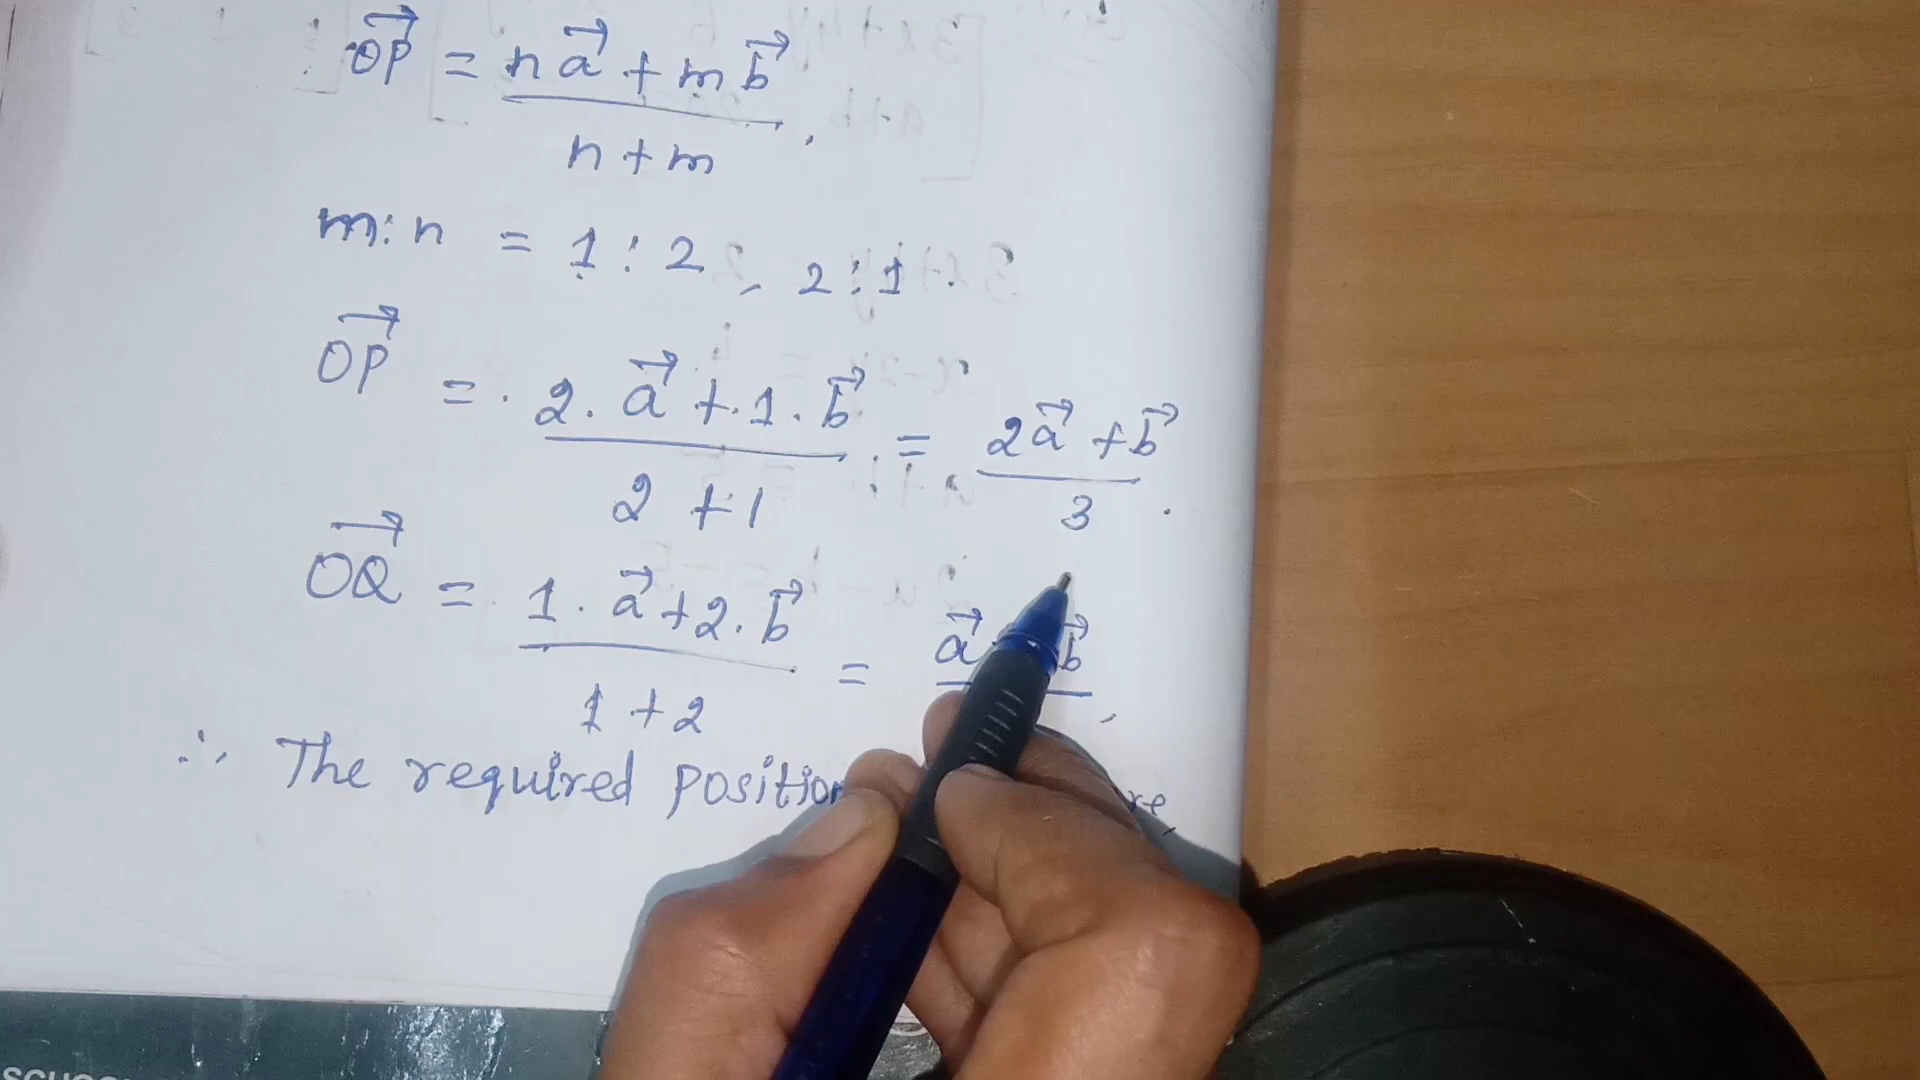 OP⃗ = na⃗ + mb⃗ / n+m .
m:n = 1:2 , 2:1
OP⃗ = 2.a⃗ + 1.b⃗ / 2+1 = 2a⃗ + b⃗ / 3 .
OQ⃗ = 1.a⃗ + 2.b⃗ / 1+2 = a⃗ b⃗ ,
∴ The required position